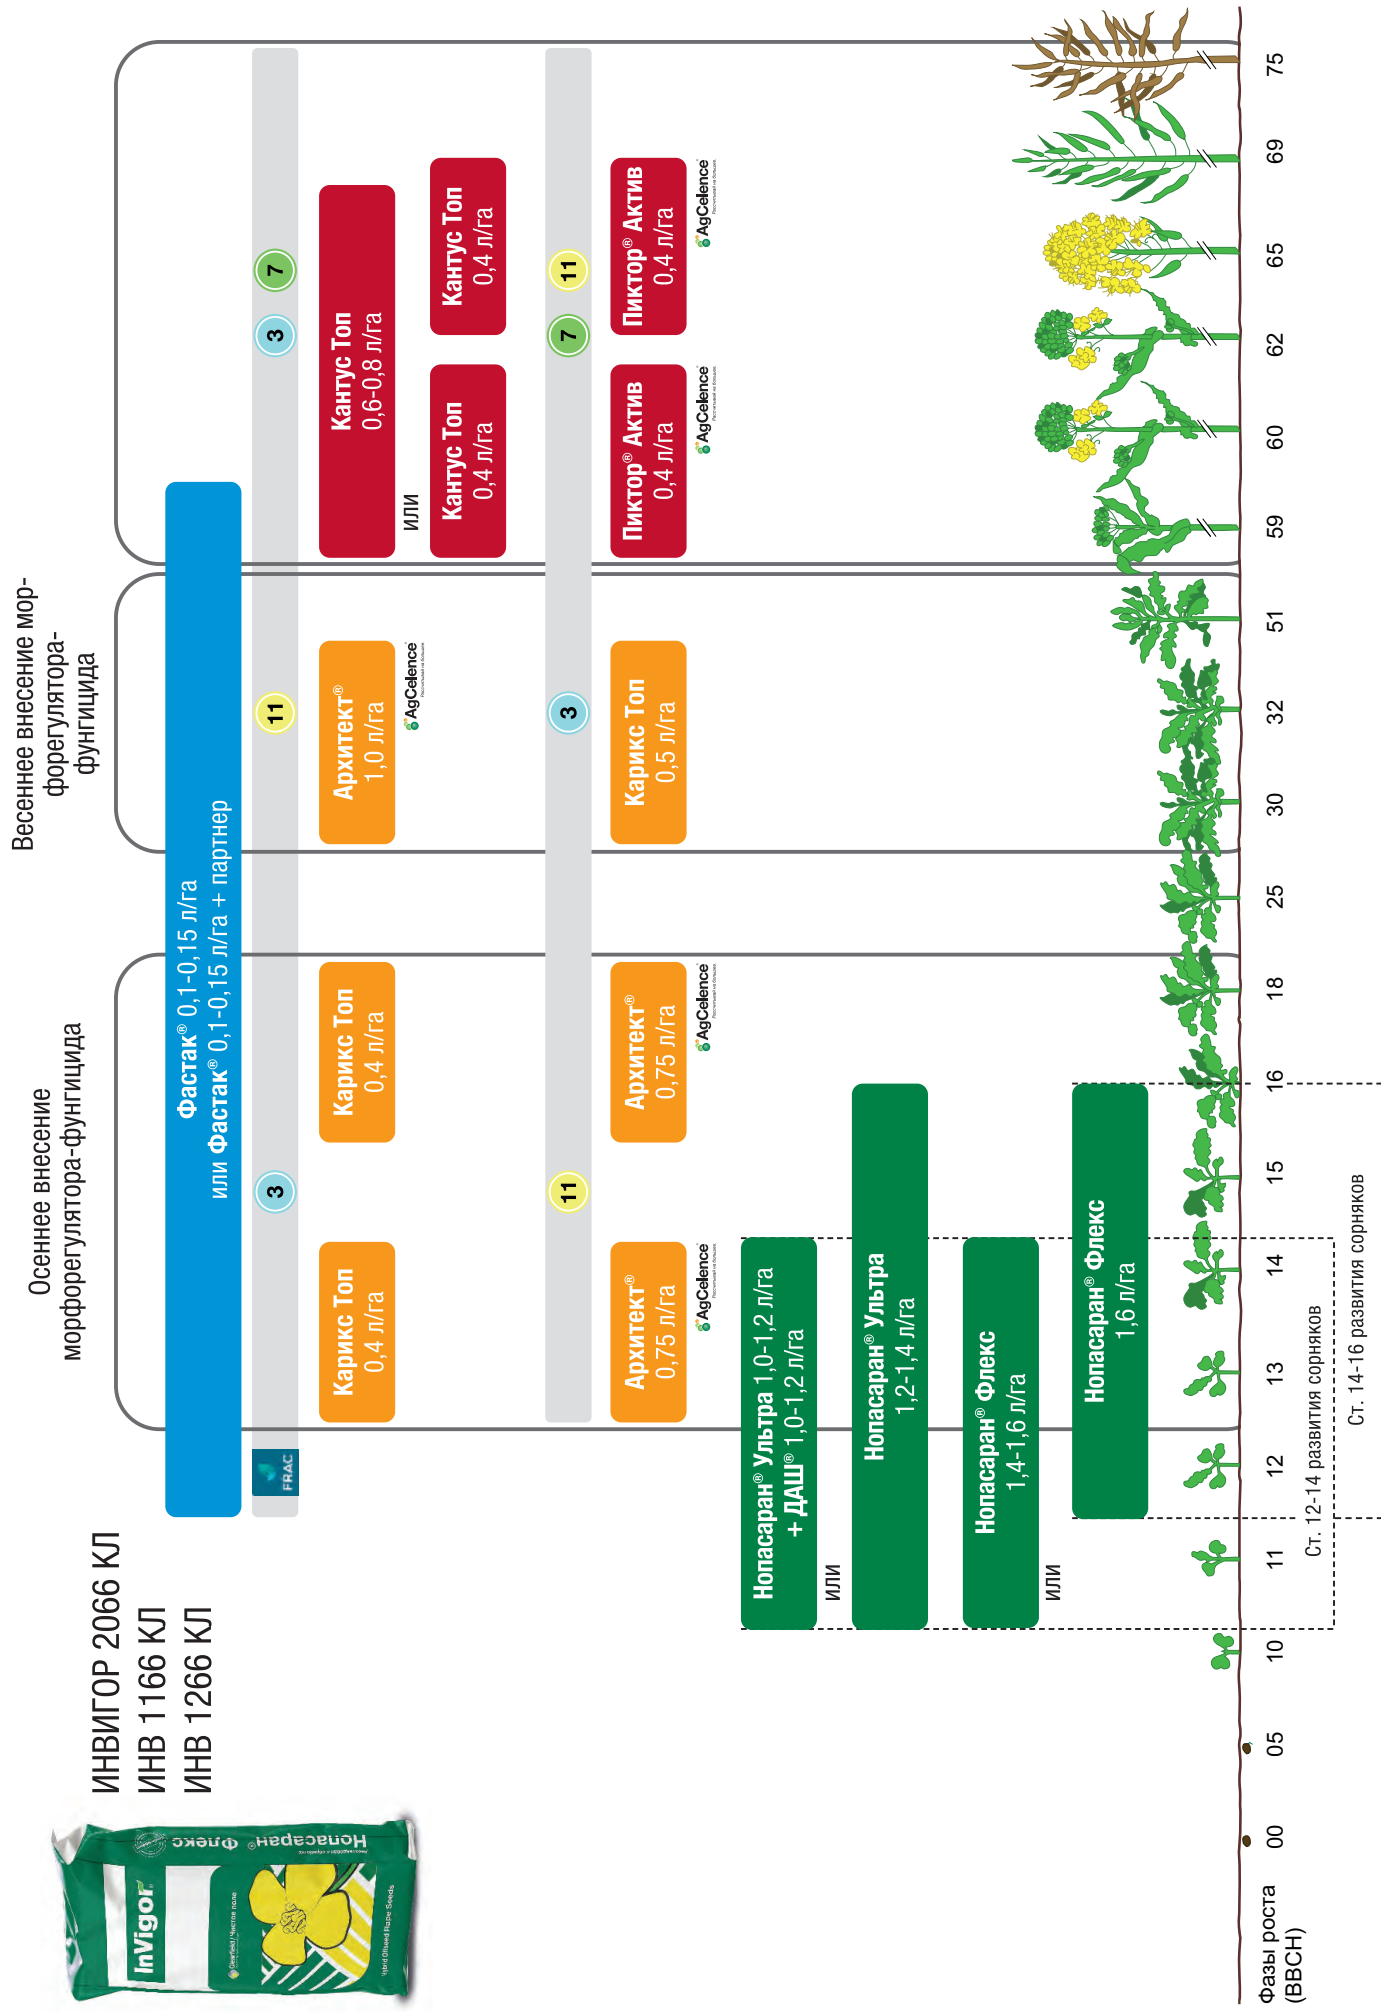 ИНВИГОР 2066 КЛ
ИНВ 1166 КЛ
ИНВ 1266 КЛ
InVigor
Clearfield / Чистое поле
Hybrid Oilseed Rape Seeds
Нопасаран® Флекс
Осеннее внесение
морфорегулятора-фунгицида
Весеннее внесение мор-
форегулятора-
фунгицида
Фастак® 0,1-0,15 л/га
или Фастак® 0,1-0,15 л/га + партнер
FRAC
3
11
3
7
Карикс Топ
0,4 л/га
Карикс Топ
0,4 л/га
Архитект®
1,0 л/га
AgCelence®
Кантус Топ
0,6-0,8 л/га
или
Кантус Топ
0,4 л/га
Кантус Топ
0,4 л/га
11
3
7
11
Архитект®
0,75 л/га
AgCelence®
Архитект®
0,75 л/га
AgCelence®
Карикс Топ
0,5 л/га
Пиктор® Актив
0,4 л/га
AgCelence®
Пиктор® Актив
0,4 л/га
AgCelence®
Нопасаран® Ультра 1,0-1,2 л/га
+ ДАШ® 1,0-1,2 л/га
или
Нопасаран® Ультра
1,2-1,4 л/га
Нопасаран® Флекс
1,4-1,6 л/га
или
Нопасаран® Флекс
1,6 л/га
Фазы роста
(BBCH)
00 05 10 11 12 13 14 15 16 18 25 30 32 51 59 60 62 65 69 75
Ст. 12-14 развития сорняков
Ст. 14-16 развития сорняков